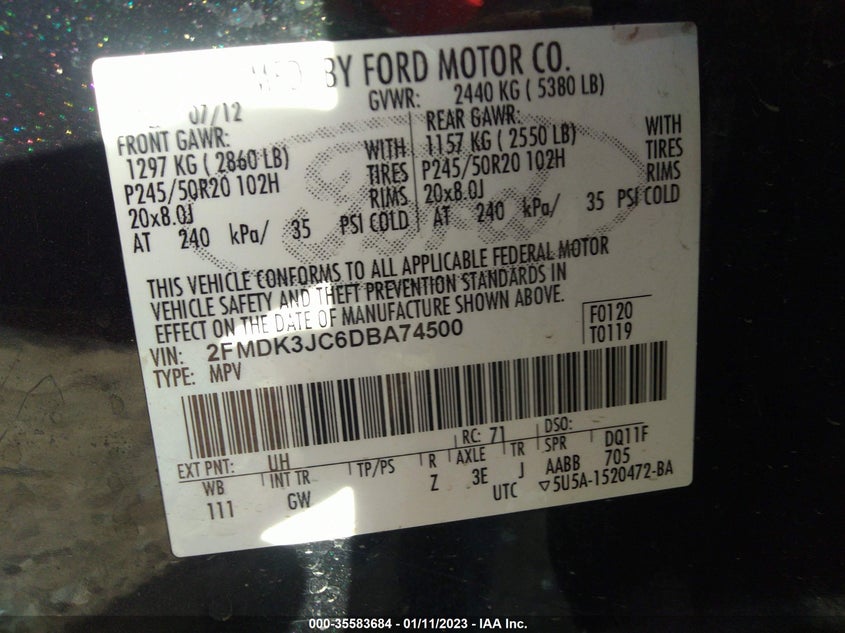 BY FORD MOTOR CO.
07/12 GVWR: 2440 KG ( 5380 LB)
FRONT GAWR: REAR GAWR:
1297 KG ( 2860 LB) WITH 1157 KG ( 2550 LB) WITH
P245/50R20 102H TIRES P245/50R20 102H TIRES
20x8.0J RIMS 20x8.0J RIMS
AT 240 kPa/ 35 PSI COLD AT 240 kPa/ 35 PSI COLD
Ford
THIS VEHICLE CONFORMS TO ALL APPLICABLE FEDERAL MOTOR
VEHICLE SAFETY AND THEFT PREVENTION STANDARDS IN
EFFECT ON THE DATE OF MANUFACTURE SHOWN ABOVE.
VIN: 2FMDK3JC6DBA74500 F0120
TYPE: MPV T0119
RC: 71 DSO:
EXT PNT: UH TP/PS R AXLE TR SPR DQ11F
WB INT TR Z 3E J AABB 705
111 GW UTC ▽5U5A-1520472-BA
000-35583684 - 01/11/2023 - IAA Inc.